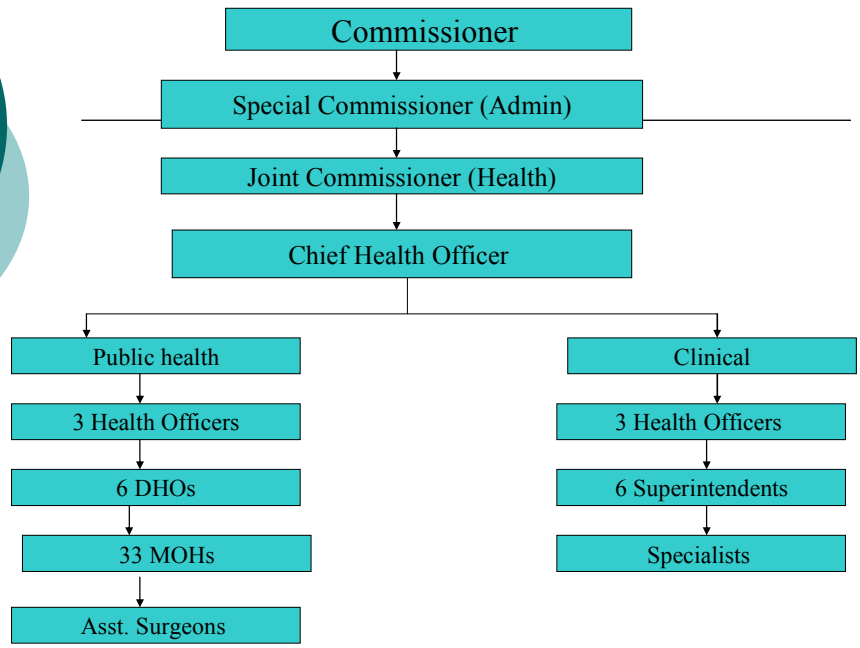 Commissioner
Special Commissioner (Admin)
Joint Commissioner (Health)
Chief Health Officer
Public health
3 Health Officers
6 DHOs
33 MOHs
Asst. Surgeons
Clinical
3 Health Officers
6 Superintendents
Specialists